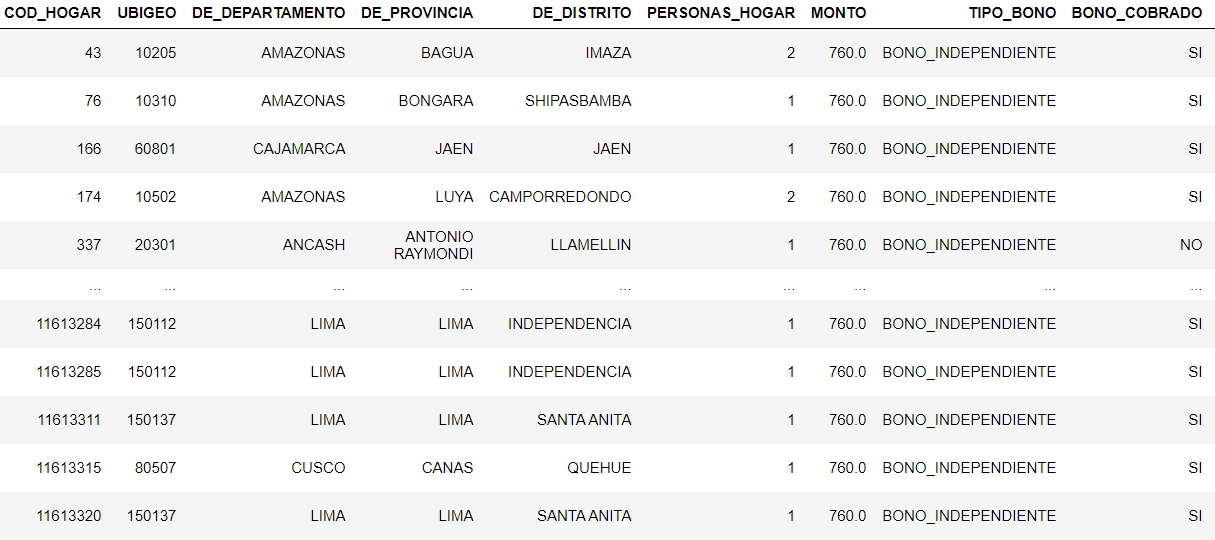 COD_HOGAR UBIGEO DE_DEPARTAMENTO DE_PROVINCIA DE_DISTRITO PERSONAS_HOGAR MONTO TIPO_BONO BONO_COBRADO
43 10205 AMAZONAS BAGUA IMAZA 2 760.0 BONO_INDEPENDIENTE SI
76 10310 AMAZONAS BONGARA SHIPASBAMBA 1 760.0 BONO_INDEPENDIENTE SI
166 60801 CAJAMARCA JAEN JAEN 1 760.0 BONO_INDEPENDIENTE SI
174 10502 AMAZONAS LUYA CAMPORREDONDO 2 760.0 BONO_INDEPENDIENTE SI
337 20301 ANCASH ANTONIO RAYMONDI LLAMELLIN 1 760.0 BONO_INDEPENDIENTE NO
... ... ... ... ... ... ... ... ...
11613284 150112 LIMA LIMA INDEPENDENCIA 1 760.0 BONO_INDEPENDIENTE SI
11613285 150112 LIMA LIMA INDEPENDENCIA 1 760.0 BONO_INDEPENDIENTE SI
11613311 150137 LIMA LIMA SANTA ANITA 1 760.0 BONO_INDEPENDIENTE SI
11613315 80507 CUSCO CANAS QUEHUE 1 760.0 BONO_INDEPENDIENTE SI
11613320 150137 LIMA LIMA SANTA ANITA 1 760.0 BONO_INDEPENDIENTE SI